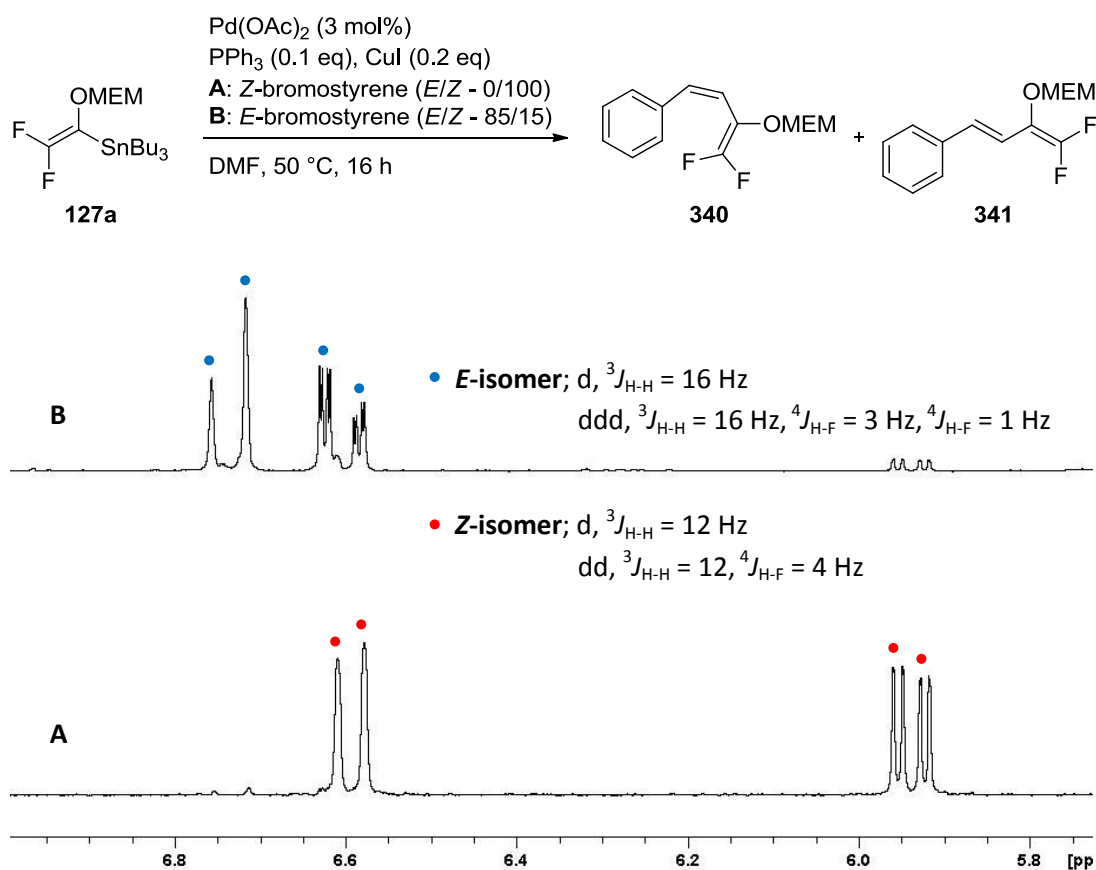 Pd(OAc)2 (3 mol%)
PPh3 (0.1 eq), CuI (0.2 eq)
A: Z-bromostyrene (E/Z - 0/100)
B: E-bromostyrene (E/Z - 85/15)
DMF, 50 °C, 16 h
OMEM
F
SnBu3
F
127a
OMEM
F
F
340
+
OMEM
F
F
341
B
E-isomer; d, 3JH-H = 16 Hz
ddd, 3JH-H = 16 Hz, 4JH-F = 3 Hz, 4JH-F = 1 Hz
Z-isomer; d, 3JH-H = 12 Hz
dd, 3JH-H = 12, 4JH-F = 4 Hz
A
6.8 6.6 6.4 6.2 6.0 5.8 [pp